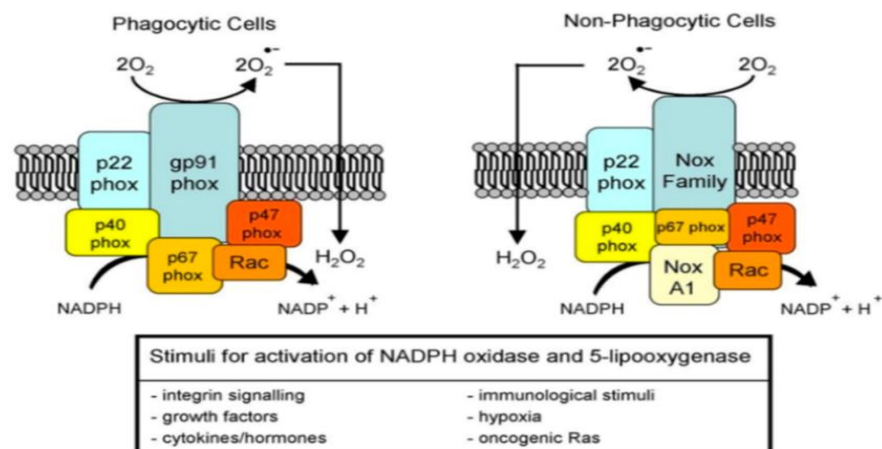 Phagocytic Cells
2O₂ 2O₂•−
p22 phox
gp91 phox
p40 phox
p47 phox
p67 phox
Rac
H₂O₂
NADPH
NADP⁺ + H⁺
Non-Phagocytic Cells
2O₂•− 2O₂
p22 phox
Nox Family
p40 phox
p67 phox
p47 phox
Nox A1
Rac
H₂O₂
NADPH
NADP⁺ + H⁺
Stimuli for activation of NADPH oxidase and 5-lipooxygenase
- integrin signalling
- growth factors
- cytokines/hormones
- immunological stimuli
- hypoxia
- oncogenic Ras